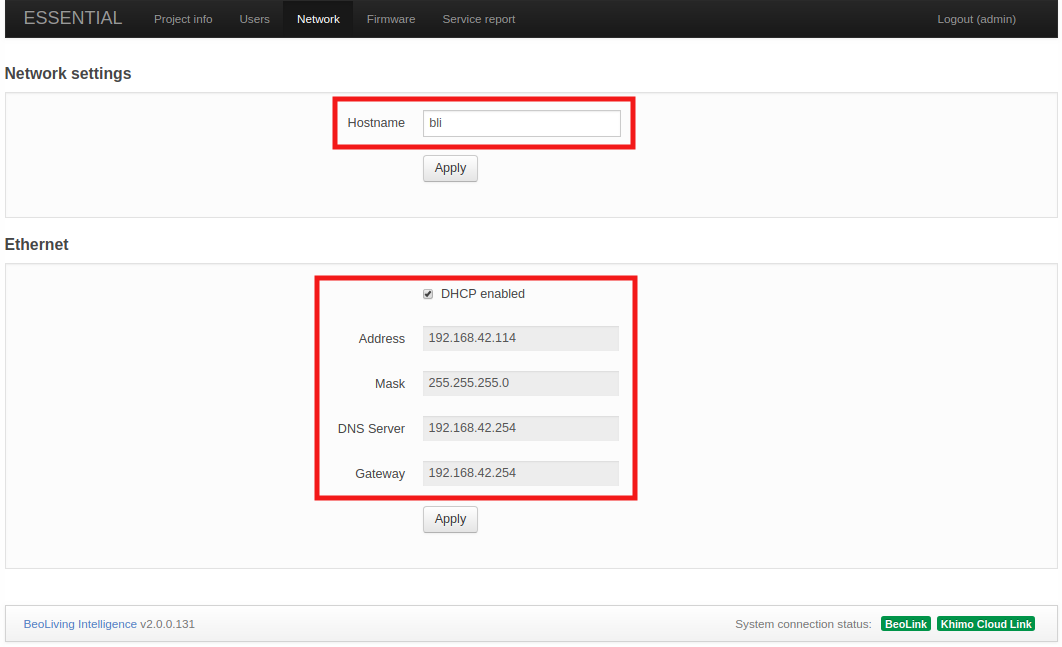 ESSENTIAL Project info Users Network Firmware Service report Logout (admin)
Network settings
Hostname bli
Apply
Ethernet
DHCP enabled
Address 192.168.42.114
Mask 255.255.255.0
DNS Server 192.168.42.254
Gateway 192.168.42.254
Apply
BeoLiving Intelligence v2.0.0.131 System connection status: BeoLink Khimo Cloud Link